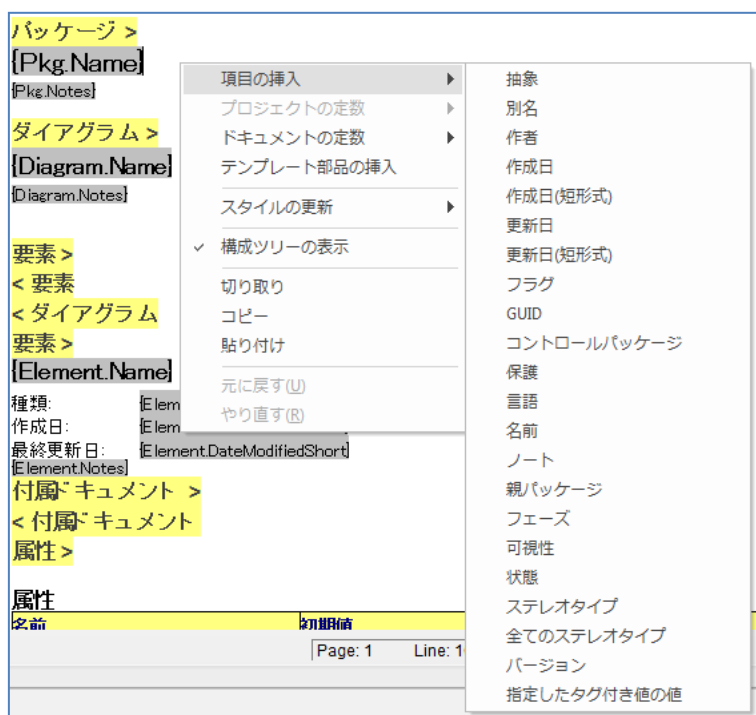 パッケージ >
{Pkg.Name}
{Pkg.Notes}
ダイアグラム >
{Diagram.Name}
{Diagram.Notes}
要素 >
< 要素
< ダイアグラム
要素 >
{Element.Name}
種類: {Elem
作成日: {Elem
最終更新日: {Element.DateModifiedShort}
{Element.Notes}
付属ドキュメント >
< 付属ドキュメント
属性 >
属性
名前 初期値
Page: 1 Line: 1
項目の挿入
プロジェクトの定数
ドキュメントの定数
テンプレート部品の挿入
スタイルの更新
✓ 構成ツリーの表示
切り取り
コピー
貼り付け
元に戻す(U)
やり直す(R)
抽象
別名
作者
作成日
作成日(短形式)
更新日
更新日(短形式)
フラグ
GUID
コントロールパッケージ
保護
言語
名前
ノート
親パッケージ
フェーズ
可視性
状態
ステレオタイプ
全てのステレオタイプ
バージョン
指定したタグ付き値の値